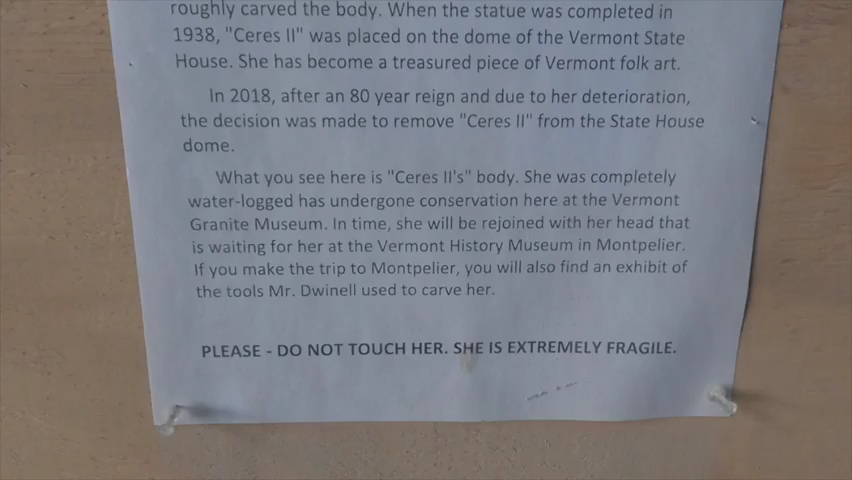 roughly carved the body. When the statue was completed in
1938, "Ceres II" was placed on the dome of the Vermont State
House. She has become a treasured piece of Vermont folk art.
In 2018, after an 80 year reign and due to her deterioration,
the decision was made to remove "Ceres II" from the State House
dome.
What you see here is "Ceres II's" body. She was completely
water-logged has undergone conservation here at the Vermont
Granite Museum. In time, she will be rejoined with her head that
is waiting for her at the Vermont History Museum in Montpelier.
If you make the trip to Montpelier, you will also find an exhibit of
the tools Mr. Dwinell used to carve her.
PLEASE - DO NOT TOUCH HER. SHE IS EXTREMELY FRAGILE.